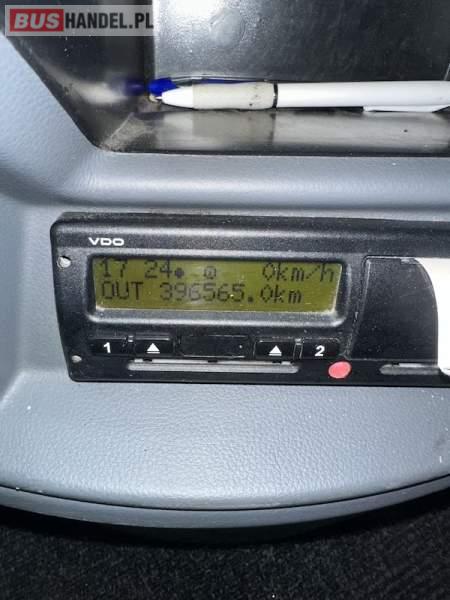 BUSHANDEL.PL
VDO
17 24• 0km/h
OUT 396565.0km
1 2